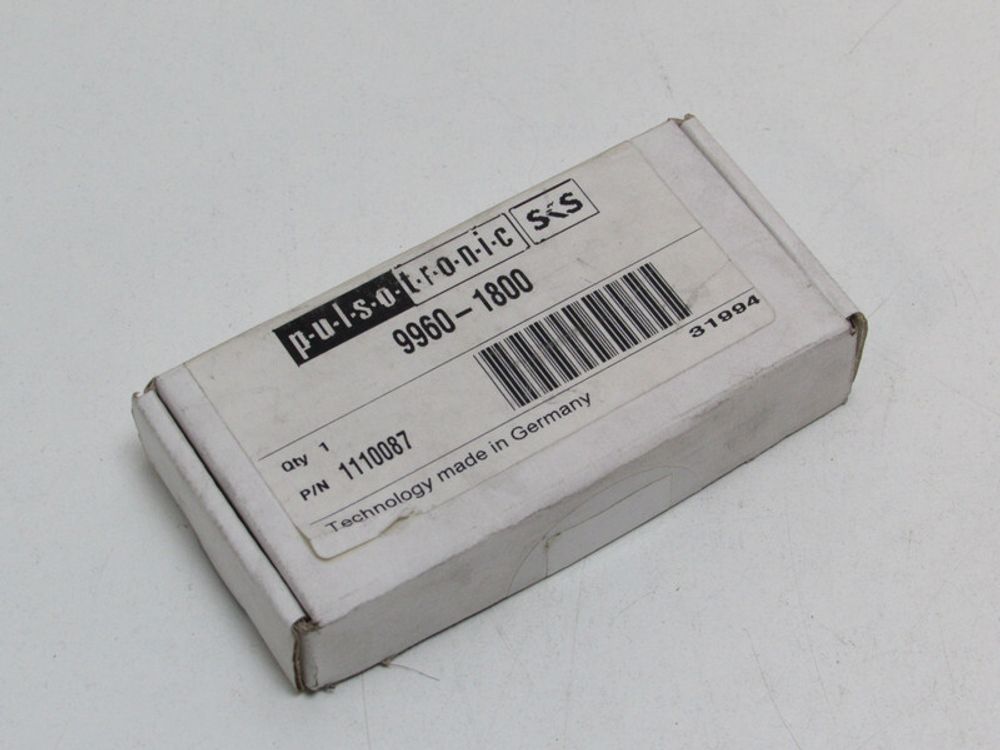 p·u·l·s·o·t·r·o·n·i·c SKS
9960-1800
31994
Qty 1
P/N 1110087
Technology made in Germany